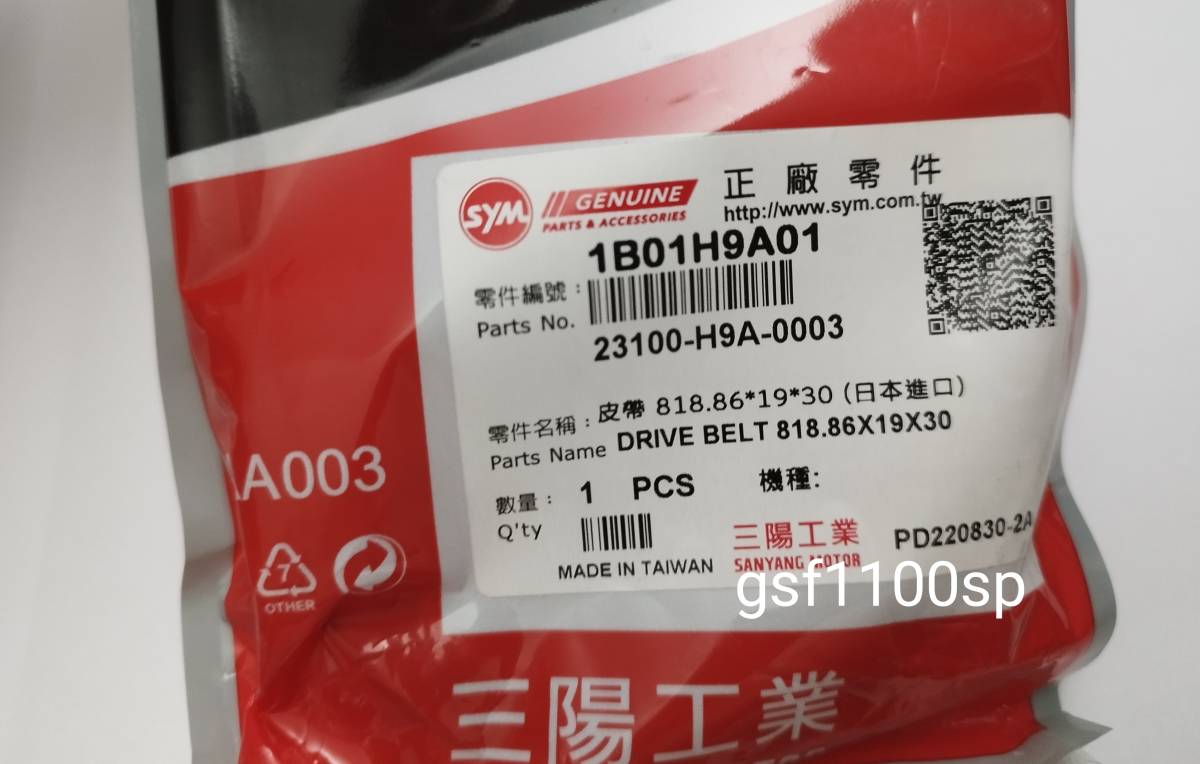 SYM GENUINE 正廠零件
PARTS & ACCESSORIES http://www.sym.com.tw
1B01H9A01
零件編號：
Parts No.
23100-H9A-0003
零件名稱：皮帶 818.86*19*30 (日本進口)
Parts Name DRIVE BELT 818.86X19X30
數量： 1 PCS 機種:
Q'ty
三陽工業 PD220830-2A
MADE IN TAIWAN SANYANG MOTOR
gsf1100sp
A003
7
OTHER
三陽工業